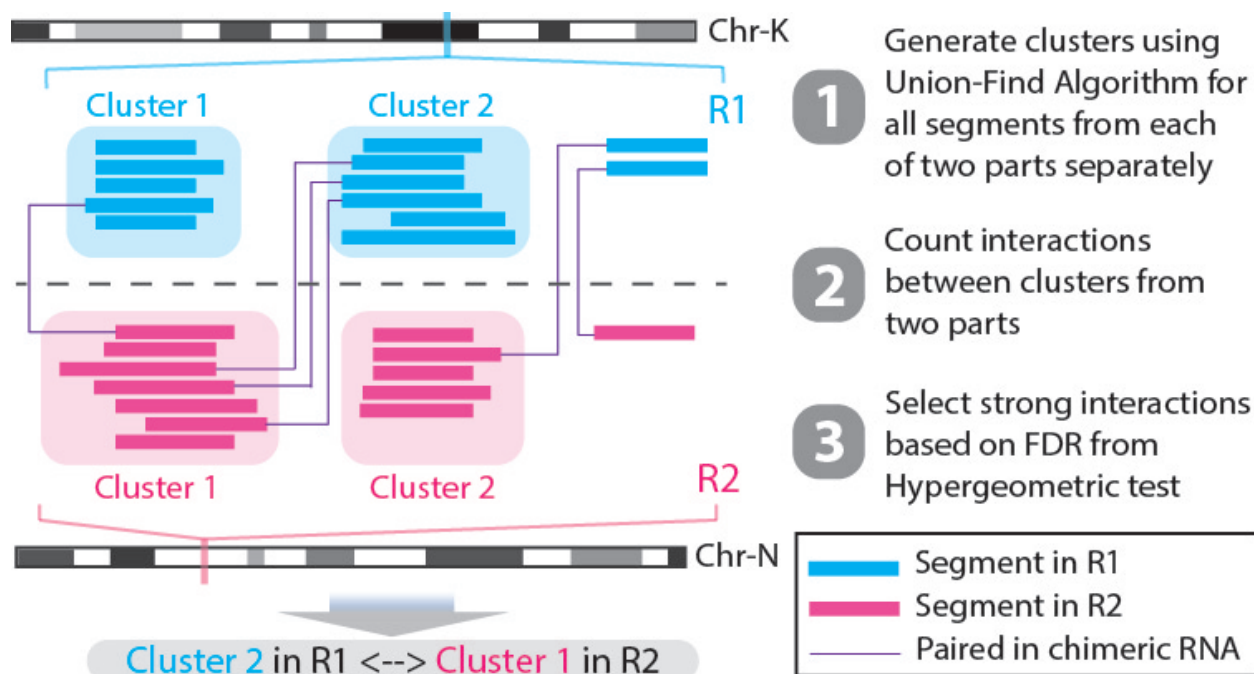 Chr-K
Cluster 1
Cluster 2
R1
Cluster 1
Cluster 2
R2
Chr-N
Cluster 2 in R1 <--> Cluster 1 in R2
1
Generate clusters using
Union-Find Algorithm for
all segments from each
of two parts separately
2
Count interactions
between clusters from
two parts
3
Select strong interactions
based on FDR from
Hypergeometric test
Segment in R1
Segment in R2
Paired in chimeric RNA